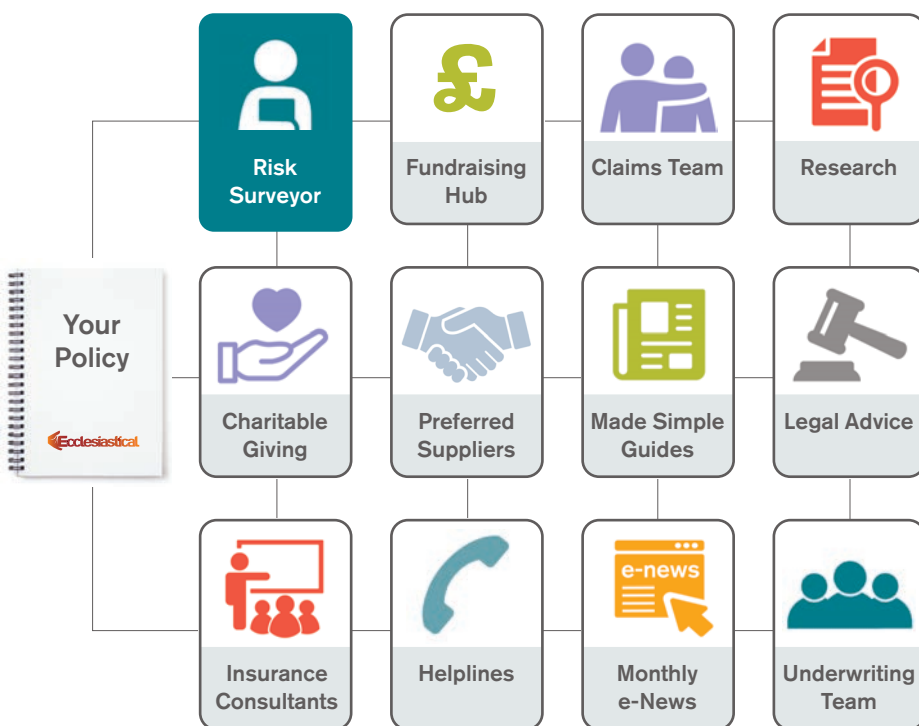 Risk
Surveyor
£
Fundraising
Hub
Claims Team
Research
Your
Policy
Ecclesiastical
Charitable
Giving
Preferred
Suppliers
Made Simple
Guides
Legal Advice
Insurance
Consultants
Helplines
e-news
Monthly
e-News
Underwriting
Team